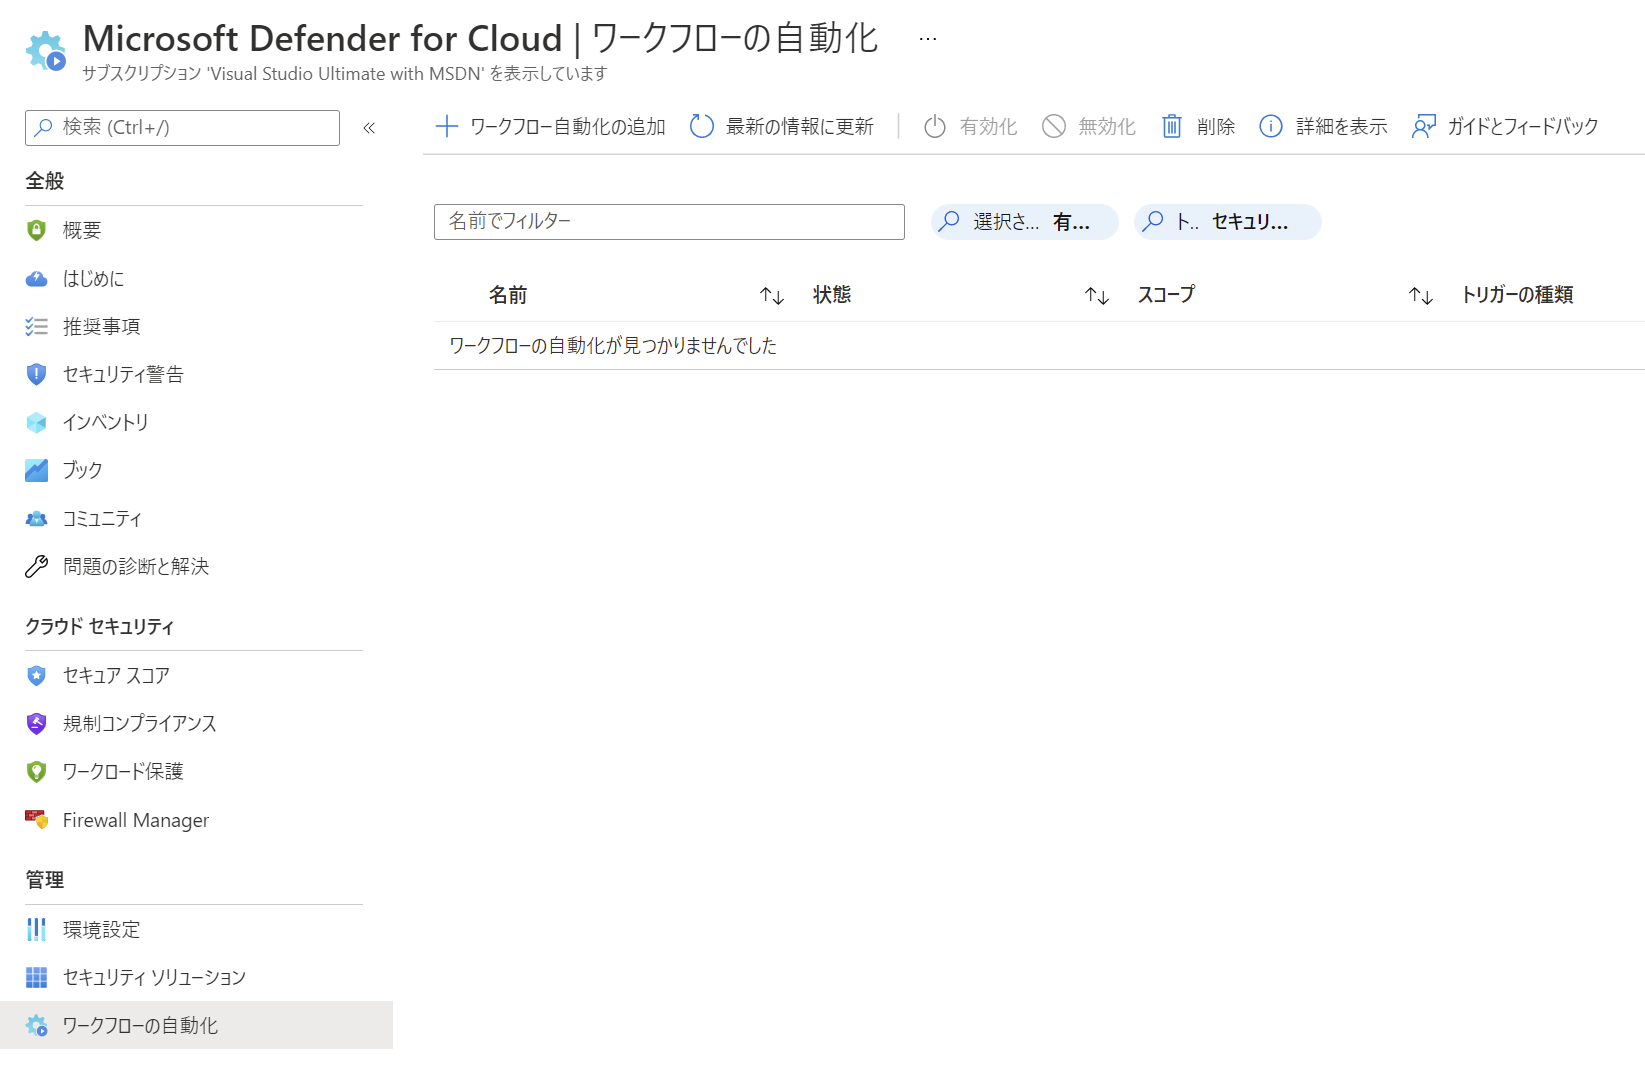 Microsoft Defender for Cloud | ワークフローの自動化 …
サブスクリプション 'Visual Studio Ultimate with MSDN' を表示しています
検索 (Ctrl+/) «
ワークフロー自動化の追加 最新の情報に更新 有効化 無効化 削除 詳細を表示 ガイドとフィードバック
全般
概要
はじめに
推奨事項
セキュリティ警告
インベントリ
ブック
コミュニティ
問題の診断と解決
クラウド セキュリティ
セキュア スコア
規制コンプライアンス
ワークロード保護
Firewall Manager
管理
環境設定
セキュリティ ソリューション
ワークフローの自動化
名前でフィルター 選択さ... 有... ト.. セキュリ...
名前 ↑↓ 状態 ↑↓ スコープ ↑↓ トリガーの種類
ワークフローの自動化が見つかりませんでした